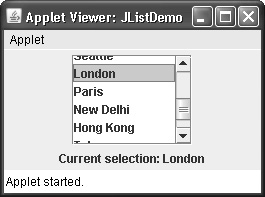 Applet Viewer: JListDemo
Applet
Seattle
London
Paris
New Delhi
Hong Kong
Current selection: London
Applet started.